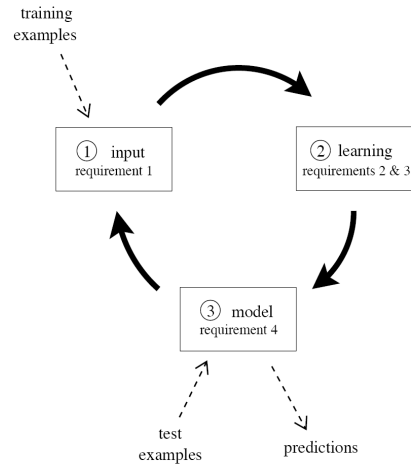 training
examples
① input
requirement 1
② learning
requirements 2 & 3
③ model
requirement 4
test
examples
predictions